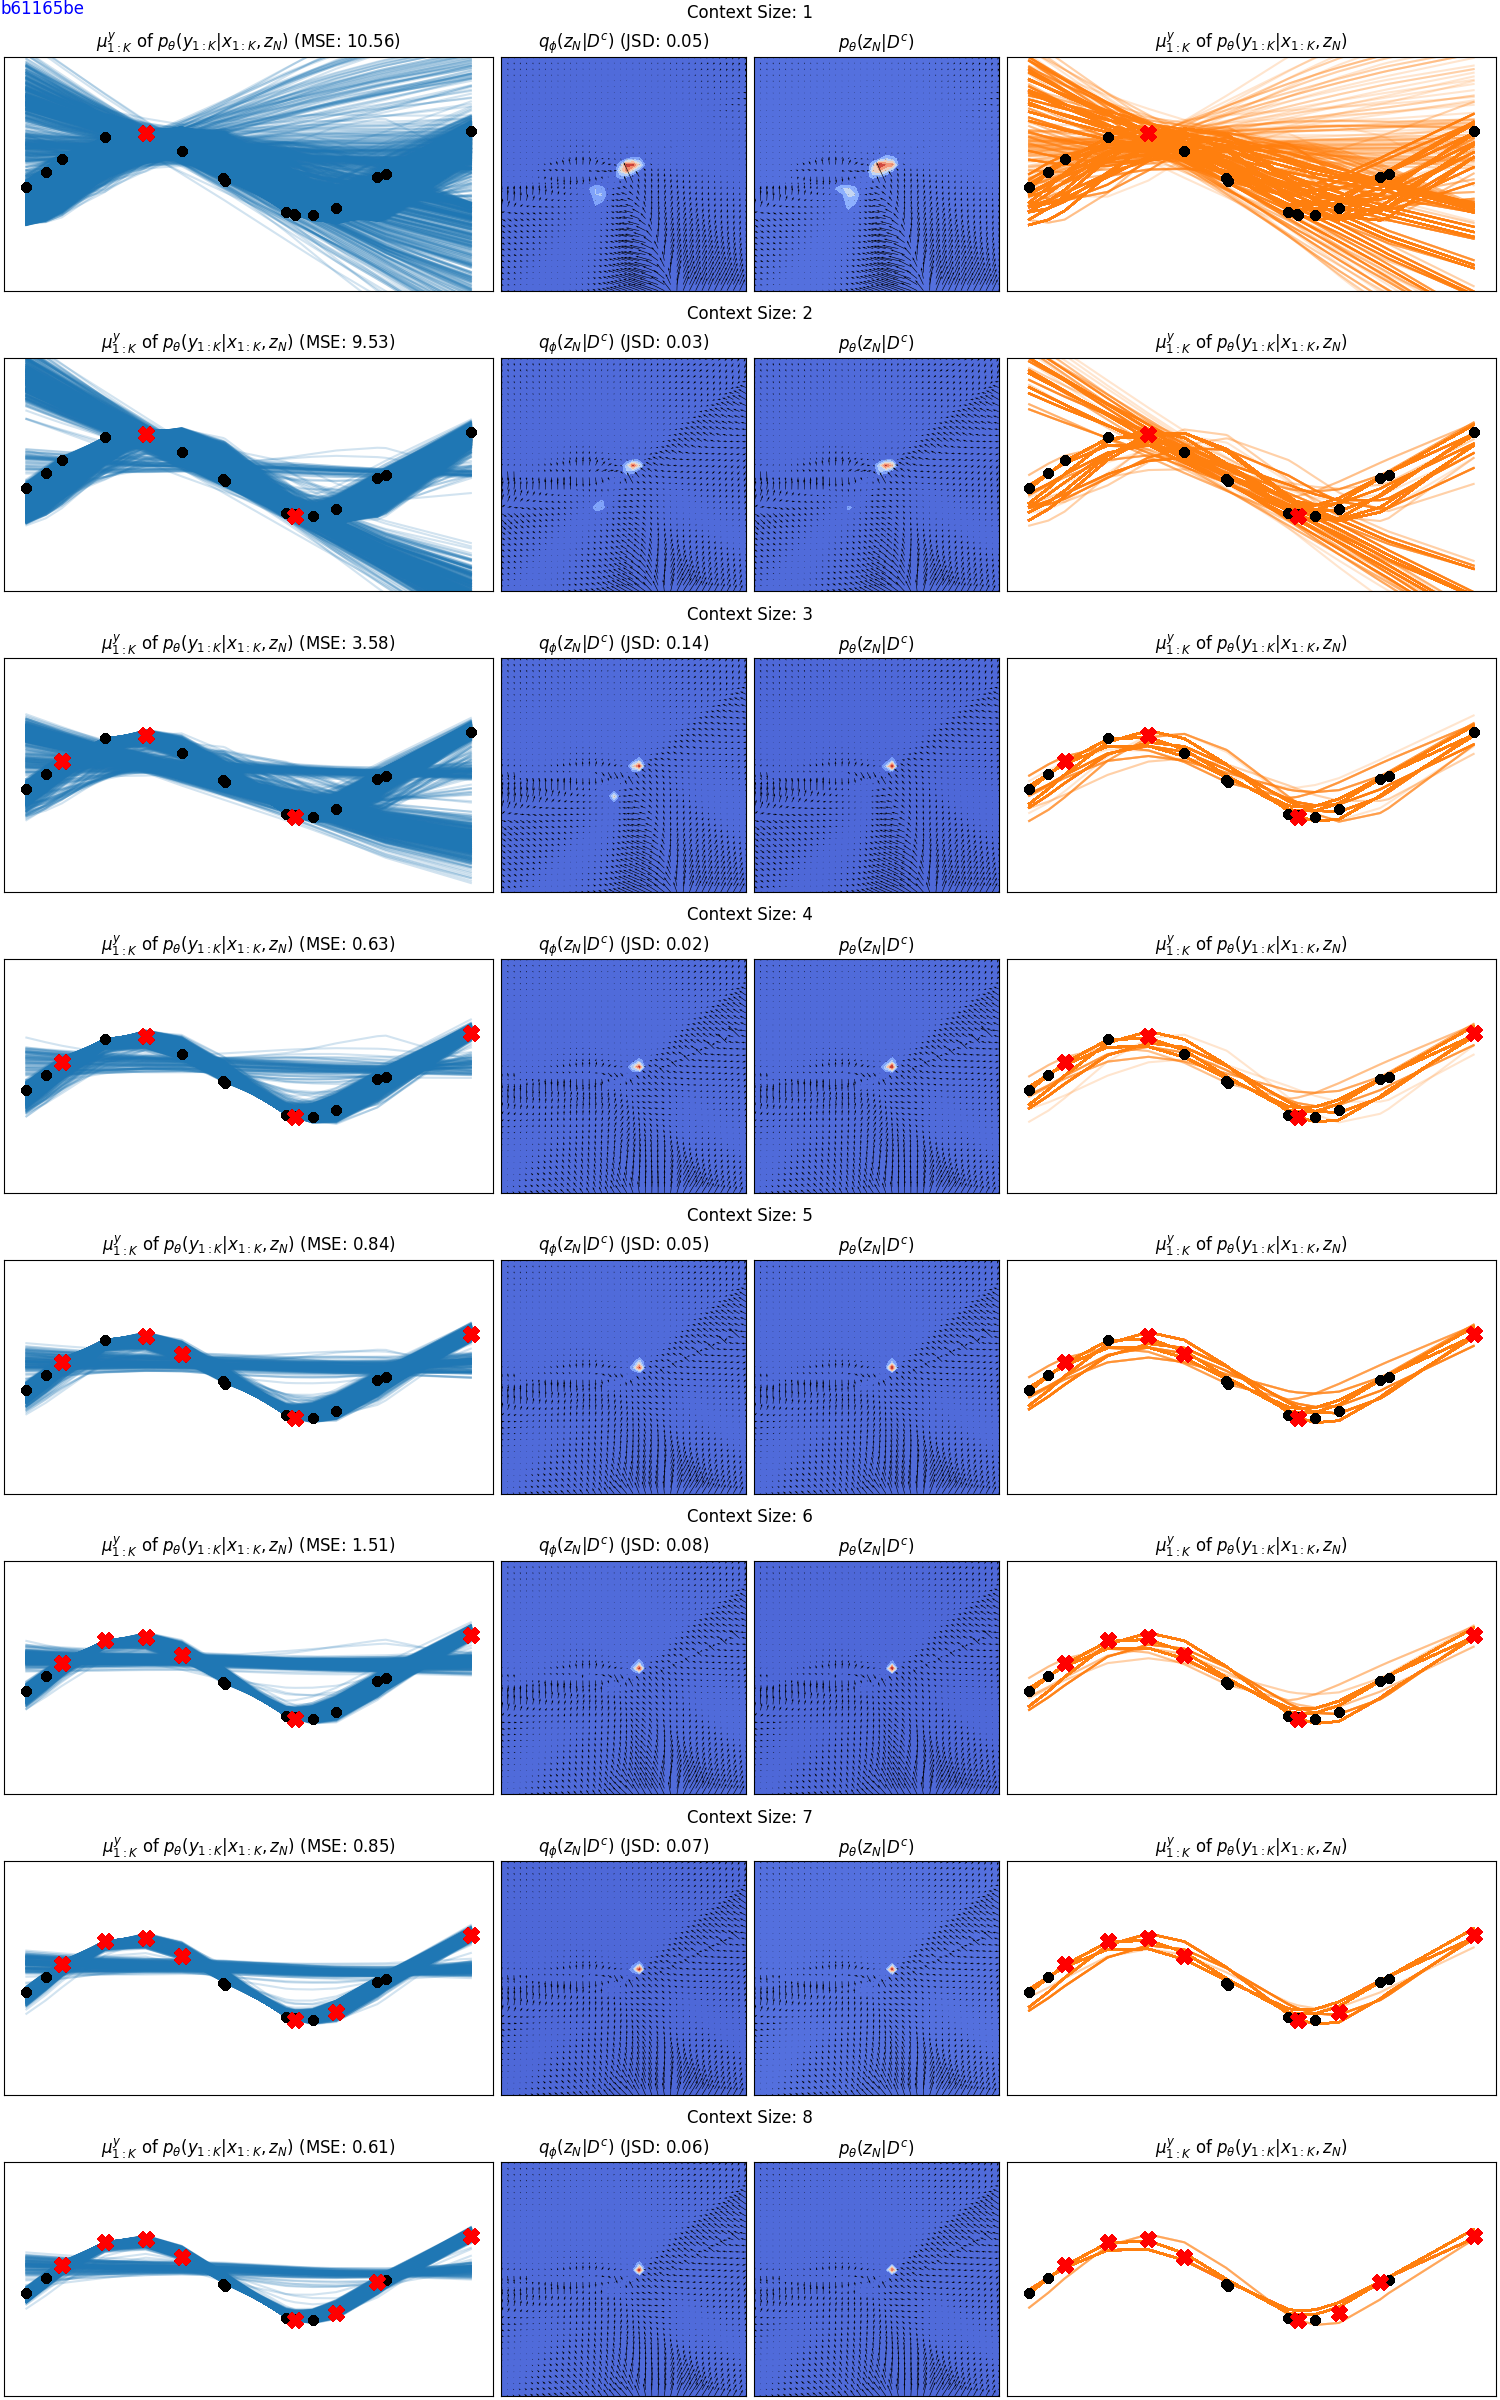 b61165be
Context Size: 1
μ^y_{1:K} of p_θ(y_{1:K}|x_{1:K}, z_N) (MSE: 10.56) q_ϕ(z_N|D^c) (JSD: 0.05) p_θ(z_N|D^c) μ^y_{1:K} of p_θ(y_{1:K}|x_{1:K}, z_N)
Context Size: 2
μ^y_{1:K} of p_θ(y_{1:K}|x_{1:K}, z_N) (MSE: 9.53) q_ϕ(z_N|D^c) (JSD: 0.03) p_θ(z_N|D^c) μ^y_{1:K} of p_θ(y_{1:K}|x_{1:K}, z_N)
Context Size: 3
μ^y_{1:K} of p_θ(y_{1:K}|x_{1:K}, z_N) (MSE: 3.58) q_ϕ(z_N|D^c) (JSD: 0.14) p_θ(z_N|D^c) μ^y_{1:K} of p_θ(y_{1:K}|x_{1:K}, z_N)
Context Size: 4
μ^y_{1:K} of p_θ(y_{1:K}|x_{1:K}, z_N) (MSE: 0.63) q_ϕ(z_N|D^c) (JSD: 0.02) p_θ(z_N|D^c) μ^y_{1:K} of p_θ(y_{1:K}|x_{1:K}, z_N)
Context Size: 5
μ^y_{1:K} of p_θ(y_{1:K}|x_{1:K}, z_N) (MSE: 0.84) q_ϕ(z_N|D^c) (JSD: 0.05) p_θ(z_N|D^c) μ^y_{1:K} of p_θ(y_{1:K}|x_{1:K}, z_N)
Context Size: 6
μ^y_{1:K} of p_θ(y_{1:K}|x_{1:K}, z_N) (MSE: 1.51) q_ϕ(z_N|D^c) (JSD: 0.08) p_θ(z_N|D^c) μ^y_{1:K} of p_θ(y_{1:K}|x_{1:K}, z_N)
Context Size: 7
μ^y_{1:K} of p_θ(y_{1:K}|x_{1:K}, z_N) (MSE: 0.85) q_ϕ(z_N|D^c) (JSD: 0.07) p_θ(z_N|D^c) μ^y_{1:K} of p_θ(y_{1:K}|x_{1:K}, z_N)
Context Size: 8
μ^y_{1:K} of p_θ(y_{1:K}|x_{1:K}, z_N) (MSE: 0.61) q_ϕ(z_N|D^c) (JSD: 0.06) p_θ(z_N|D^c) μ^y_{1:K} of p_θ(y_{1:K}|x_{1:K}, z_N)